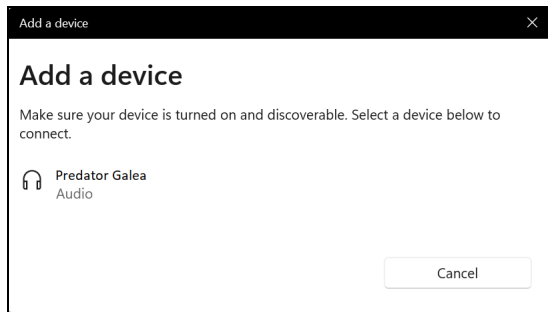 Add a device
Add a device
Make sure your device is turned on and discoverable. Select a device below to
connect.
Predator Galea
Audio
Cancel